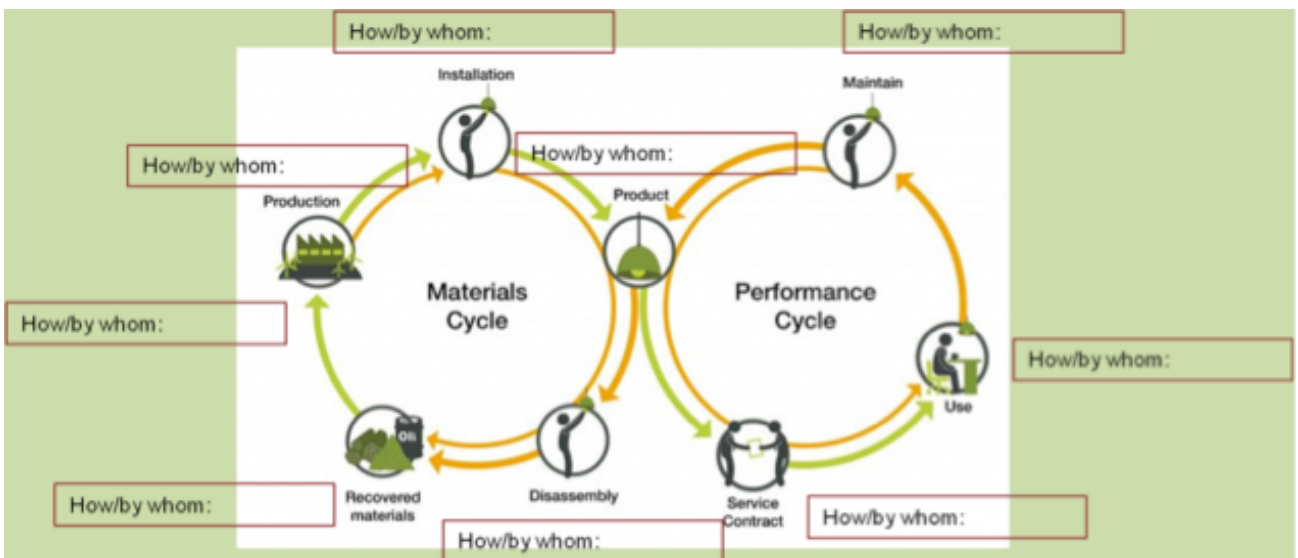 How/by whom:
How/by whom:
Installation
Maintain
How/by whom:
How/by whom:
Product
Production
Materials
Cycle
Performance
Cycle
How/by whom:
How/by whom:
Use
Oil
Recovered
materials
Disassembly
Service
Contract
How/by whom:
How/by whom:
How/by whom: